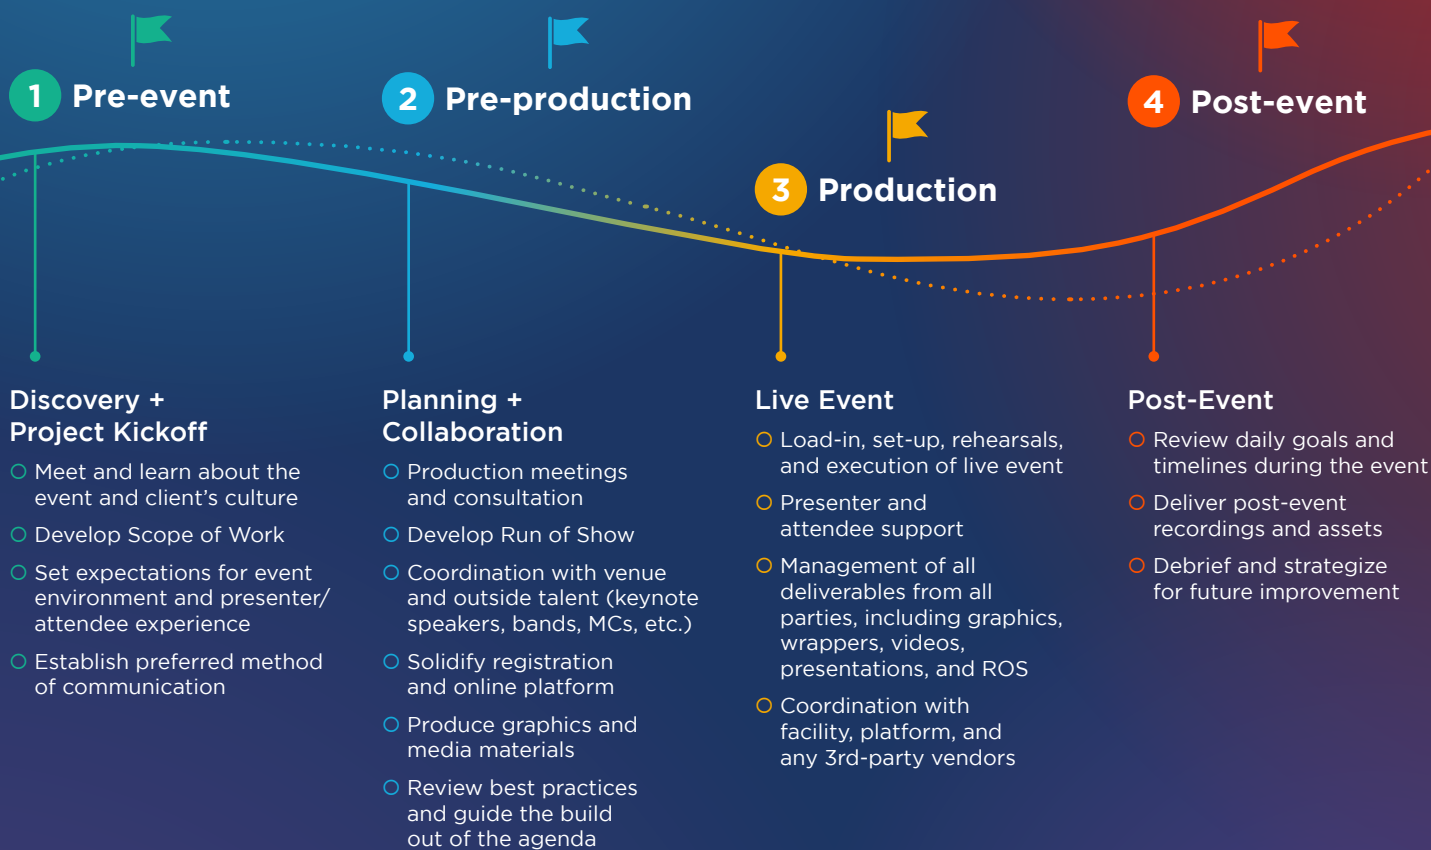 1 Pre-event
2 Pre-production
3 Production
4 Post-event
Discovery +
Project Kickoff
Meet and learn about the
event and client’s culture
Develop Scope of Work
Set expectations for event
environment and presenter/
attendee experience
Establish preferred method
of communication
Planning +
Collaboration
Production meetings
and consultation
Develop Run of Show
Coordination with venue
and outside talent (keynote
speakers, bands, MCs, etc.)
Solidify registration
and online platform
Produce graphics and
media materials
Review best practices
and guide the build
out of the agenda
Live Event
Load-in, set-up, rehearsals,
and execution of live event
Presenter and
attendee support
Management of all
deliverables from all
parties, including graphics,
wrappers, videos,
presentations, and ROS
Coordination with
facility, platform, and
any 3rd-party vendors
Post-Event
Review daily goals and
timelines during the event
Deliver post-event
recordings and assets
Debrief and strategize
for future improvement